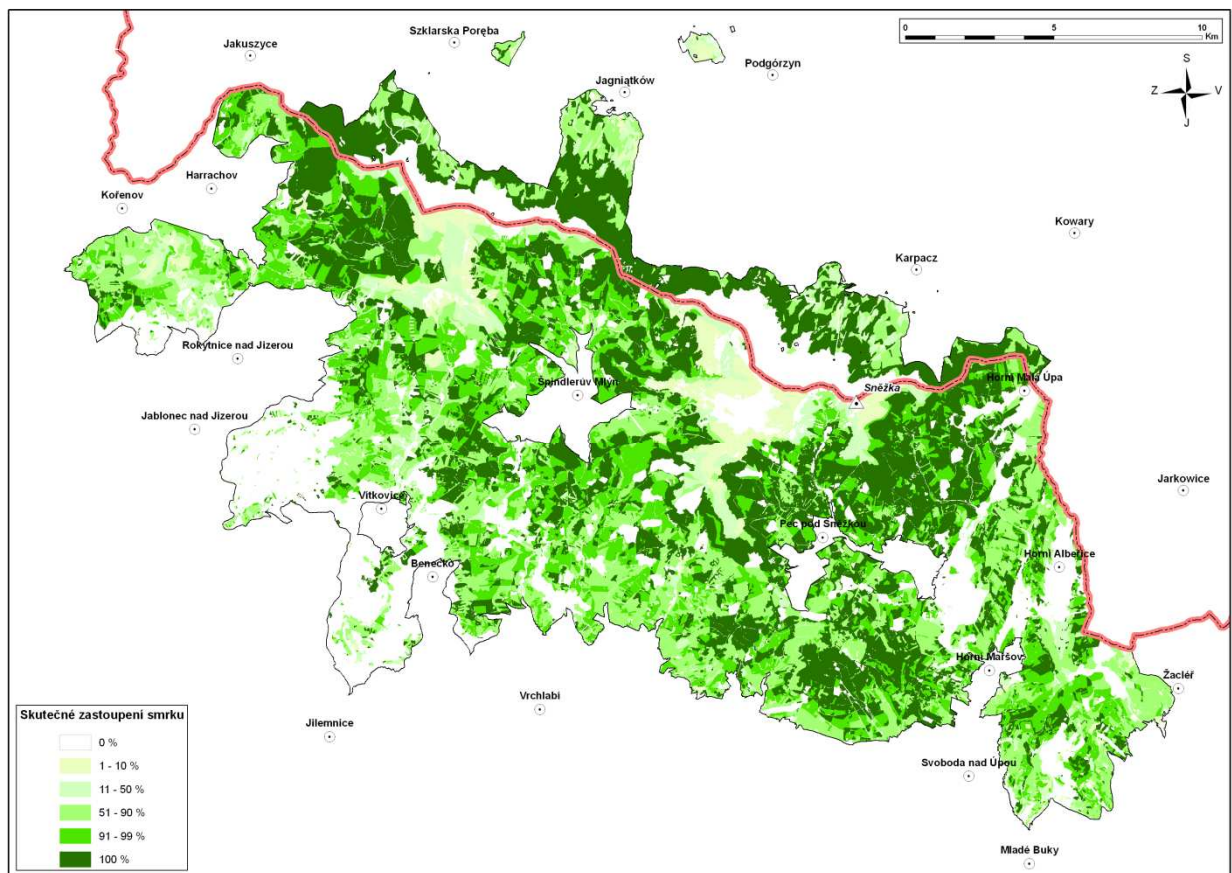 0 5 10
Km
S
Z V
J
Szklarska Poręba
Jakuszyce
Podgórzyn
Jagniątków
Harrachov
Kořenov
Kowary
Karpacz
Rokytnice nad Jizerou
Špindlerův Mlýn
Sněžka
Horní Malá Úpa
Jablonec nad Jizerou
Jarkowice
Vítkovice
Pec pod Sněžkou
Horní Albeřice
Benecko
Horní Maršov
Žacléř
Vrchlabí
Jilemnice
Svoboda nad Úpou
Mladé Buky
Skutečné zastoupení smrku
0 %
1 - 10 %
11 - 50 %
51 - 90 %
91 - 99 %
100 %